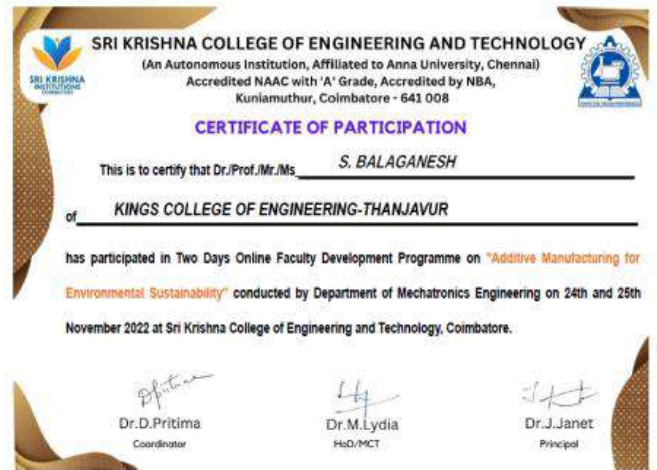 SRI KRISHNA COLLEGE OF ENGINEERING AND TECHNOLOGY
(An Autonomous Institution, Affiliated to Anna University, Chennai)
Accredited NAAC with 'A' Grade, Accredited by NBA,
Kuniamuthur, Coimbatore - 641 008
SRI KRISHNA
INSTITUTIONS
CERTIFICATE OF PARTICIPATION
This is to certify that Dr./Prof./Mr./Ms S. BALAGANESH
of KINGS COLLEGE OF ENGINEERING-THANJAVUR
has participated in Two Days Online Faculty Development Programme on "Additive Manufacturing for
Environmental Sustainability" conducted by Department of Mechatronics Engineering on 24th and 25th
November 2022 at Sri Krishna College of Engineering and Technology, Coimbatore.
Dr.D.Pritima
Coordinator
Dr.M.Lydia
HoD/MCT
Dr.J.Janet
Principal